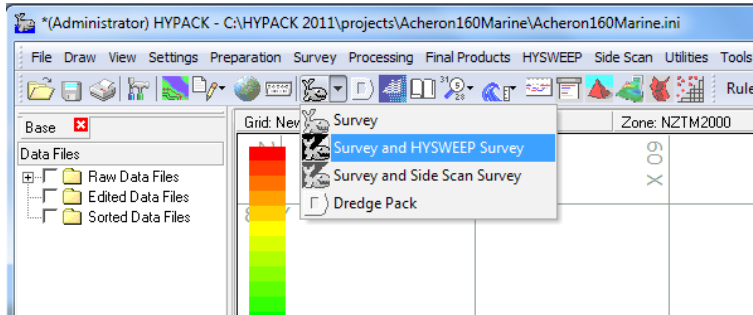 *(Administrator) HYPACK - C:\HYPACK 2011\projects\Acheron160Marine\Acheron160Marine.ini
File Draw View Settings Preparation Survey Processing Final Products HYSWEEP Side Scan Utilities Tools
Rule
Base
Grid: New
Zone: NZTM2000
Survey
Survey and HYSWEEP Survey
Survey and Side Scan Survey
Dredge Pack
Data Files
Raw Data Files
Edited Data Files
Sorted Data Files
60 X